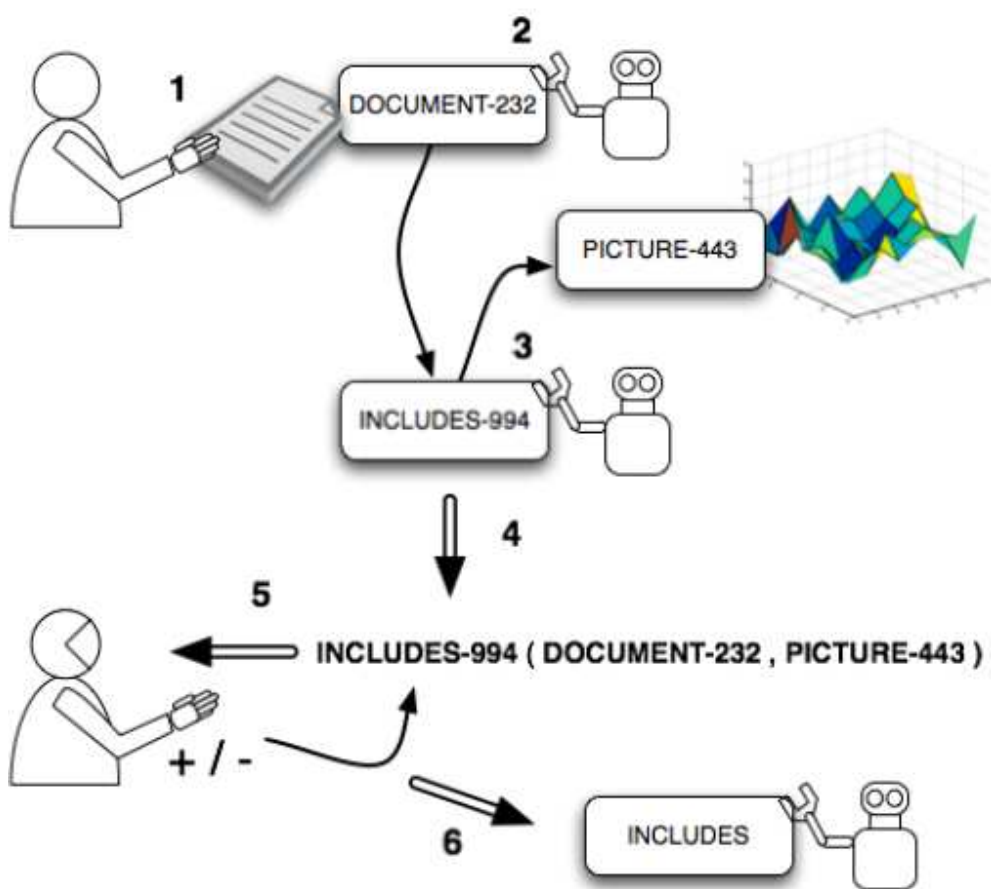 2
1
DOCUMENT-232
PICTURE-443
3
INCLUDES-994
4
5
INCLUDES-994 ( DOCUMENT-232 , PICTURE-443 )
+ / -
6
INCLUDES